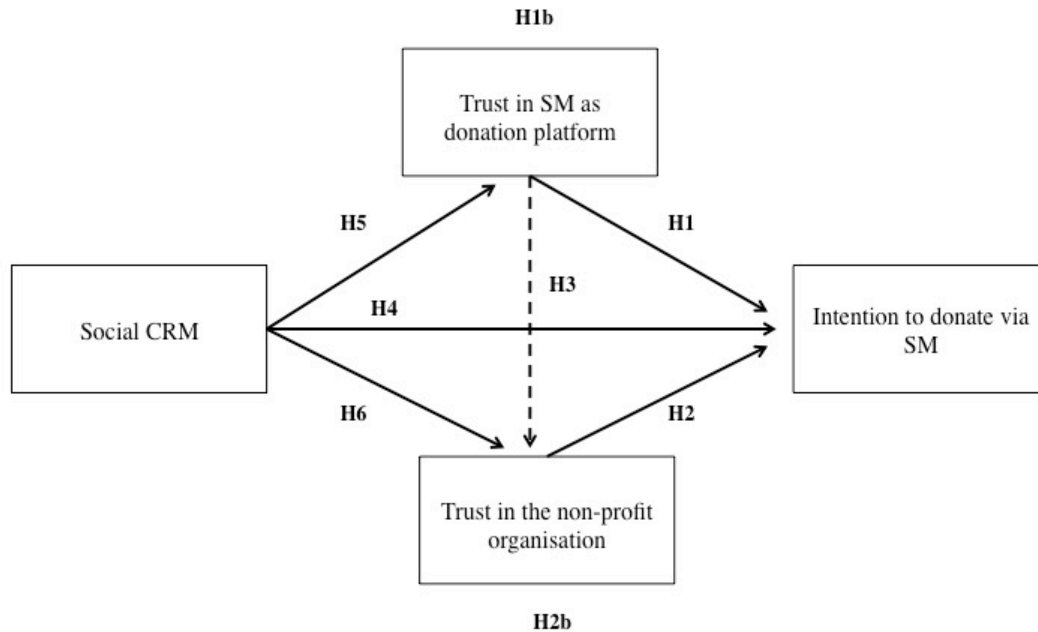 H1b
Trust in SM as
donation platform
H5
H1
H3
Social CRM
H4
Intention to donate via
SM
H6
H2
Trust in the non-profit
organisation
H2b